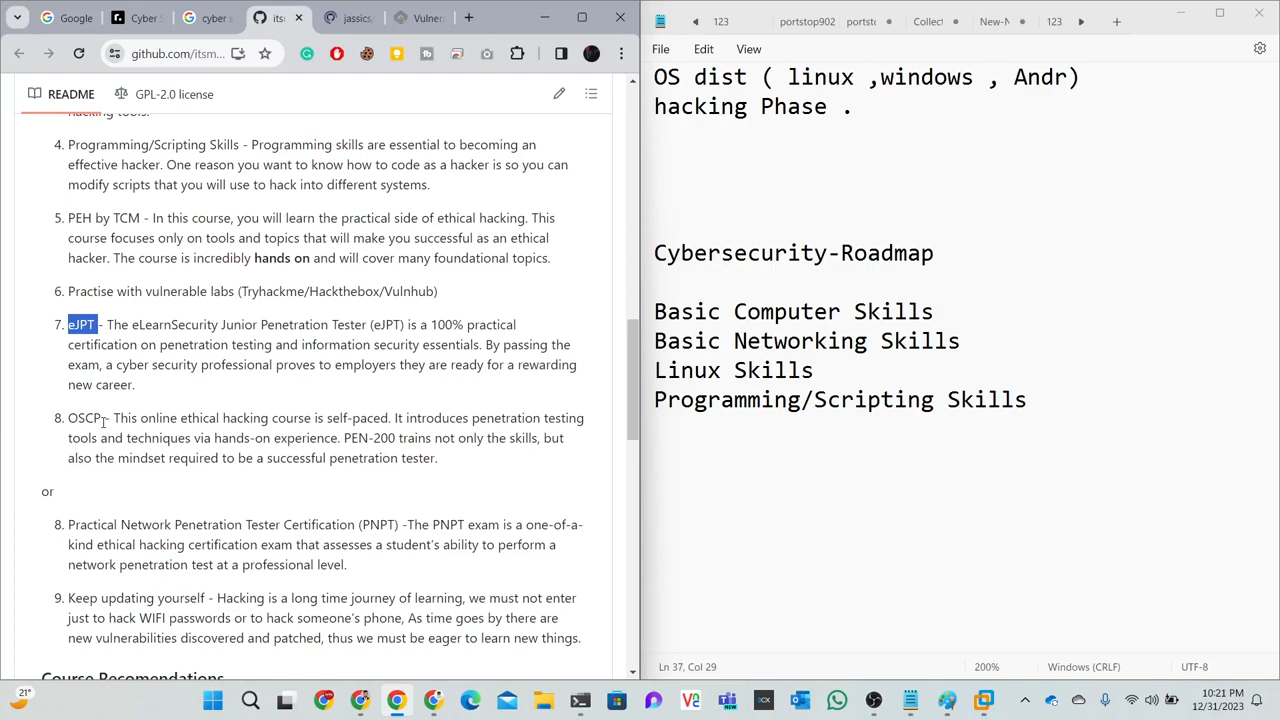 Google
Cyber S
cyber s
its
jassics
Vulner
github.com/itsm...
README
GPL-2.0 license
hacking tools.
4. Programming/Scripting Skills - Programming skills are essential to becoming an
effective hacker. One reason you want to know how to code as a hacker is so you can
modify scripts that you will use to hack into different systems.
5. PEH by TCM - In this course, you will learn the practical side of ethical hacking. This
course focuses only on tools and topics that will make you successful as an ethical
hacker. The course is incredibly hands on and will cover many foundational topics.
6. Practise with vulnerable labs (Tryhackme/Hackthebox/Vulnhub)
7. eJPT - The eLearnSecurity Junior Penetration Tester (eJPT) is a 100% practical
certification on penetration testing and information security essentials. By passing the
exam, a cyber security professional proves to employers they are ready for a rewarding
new career.
8. OSCP - This online ethical hacking course is self-paced. It introduces penetration testing
tools and techniques via hands-on experience. PEN-200 trains not only the skills, but
also the mindset required to be a successful penetration tester.
or
8. Practical Network Penetration Tester Certification (PNPT) -The PNPT exam is a one-of-a-
kind ethical hacking certification exam that assesses a student's ability to perform a
network penetration test at a professional level.
9. Keep updating yourself - Hacking is a long time journey of learning, we must not enter
just to hack WIFI passwords or to hack someone's phone, As time goes by there are
new vulnerabilities discovered and patched, thus we must be eager to learn new things.
Course Recomendations
123
portstop902
portsto
Collect
New-N
123
File
Edit
View
OS dist ( linux ,windows , Andr)
hacking Phase .
Cybersecurity-Roadmap
Basic Computer Skills
Basic Networking Skills
Linux Skills
Programming/Scripting Skills
Ln 37, Col 29
200%
Windows (CRLF)
UTF-8
21°
10:21 PM
12/31/2023